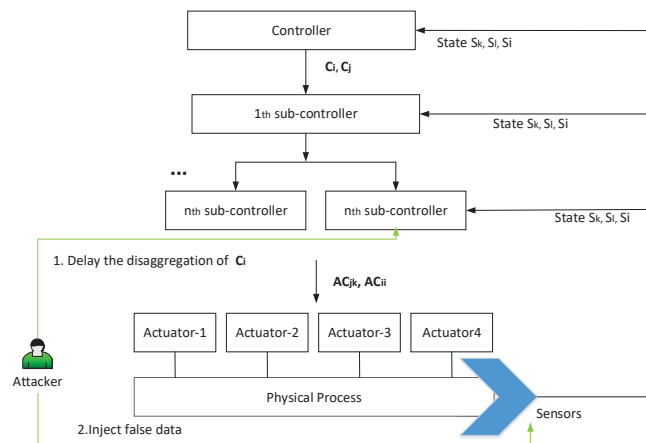 Controller
State Sk, Sl, Si
Ci, Cj
1th sub-controller
State Sk, Sl, Si
...
nth sub-controller
nth sub-controller
State Sk, Sl, Si
1. Delay the disaggregation of Ci
ACjk, ACii
Actuator-1
Actuator-2
Actuator-3
Actuator4
Attacker
Physical Process
Sensors
2.Inject false data